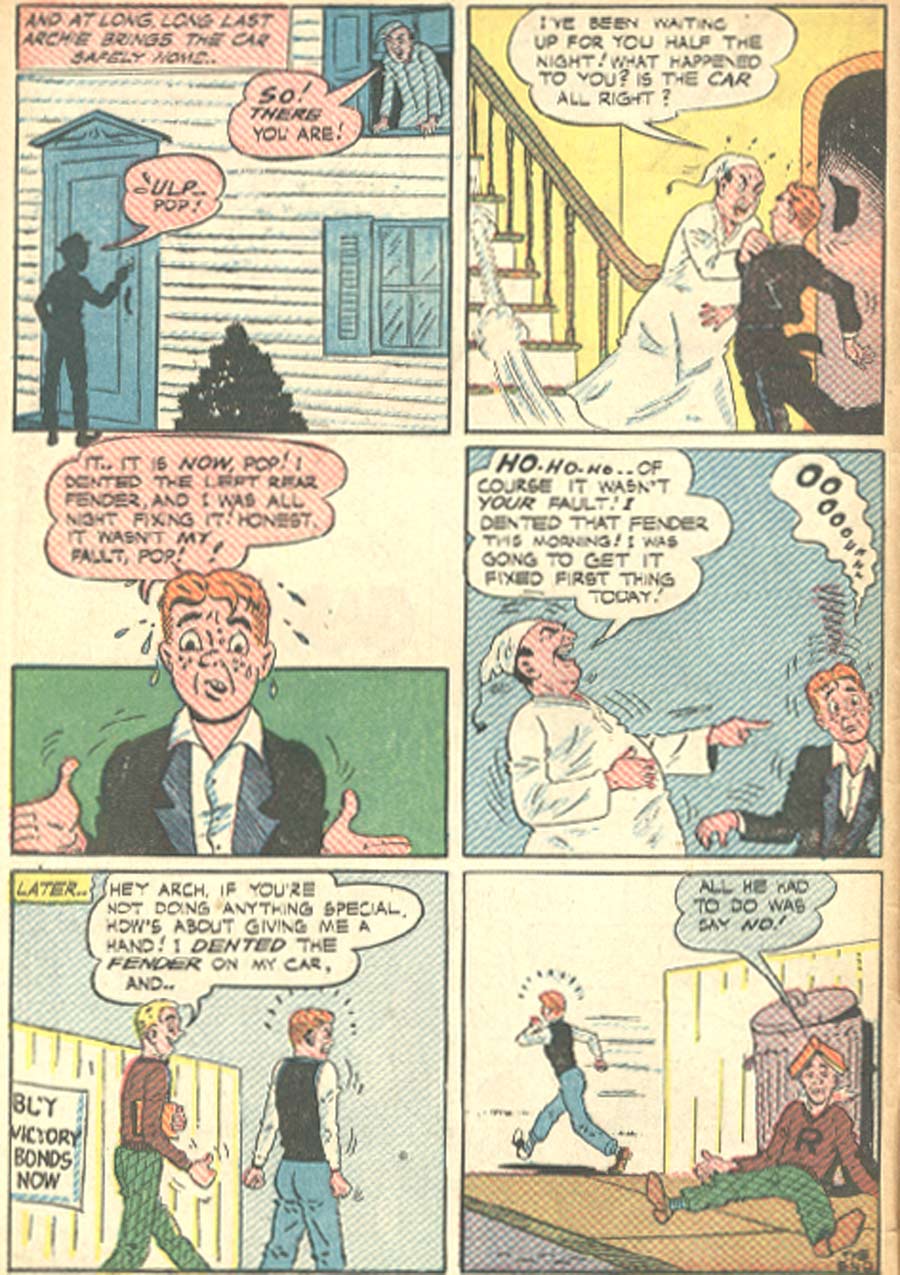 AND AT LONG, LONG LAST
ARCHIE BRINGS THE CAR
SAFELY HOME..
SO!
THERE
YOU ARE!
GULP..
POP!
I'VE BEEN WAITING
UP FOR YOU HALF THE
NIGHT! WHAT HAPPENED
TO YOU? IS THE CAR
ALL RIGHT?
IT.. IT IS NOW, POP! I
DENTED THE LEFT REAR
FENDER, AND I WAS ALL
NIGHT FIXNG IT! HONEST,
IT WASN'T MY
FAULT, POP!
HO-HO-HO-..OF
COURSE IT WASN'T
YOUR FAULT! I
DENTED THAT FENDER
THIS MORNING! I WAS
GOING TO GET IT
FIXED FIRST THING
TODAY!
LATER..
HEY ARCH, IF YOU'RE
NOT DOING ANYTHING SPECIAL,
HOW'S ABOUT GIVING ME A
HAND! I DENTED THE
FENDER ON MY CAR,
AND..
BUY
VICTORY
BONDS
NOW
ALL HE HAD
TO DO WAS
SAY NO!
R
THE
END